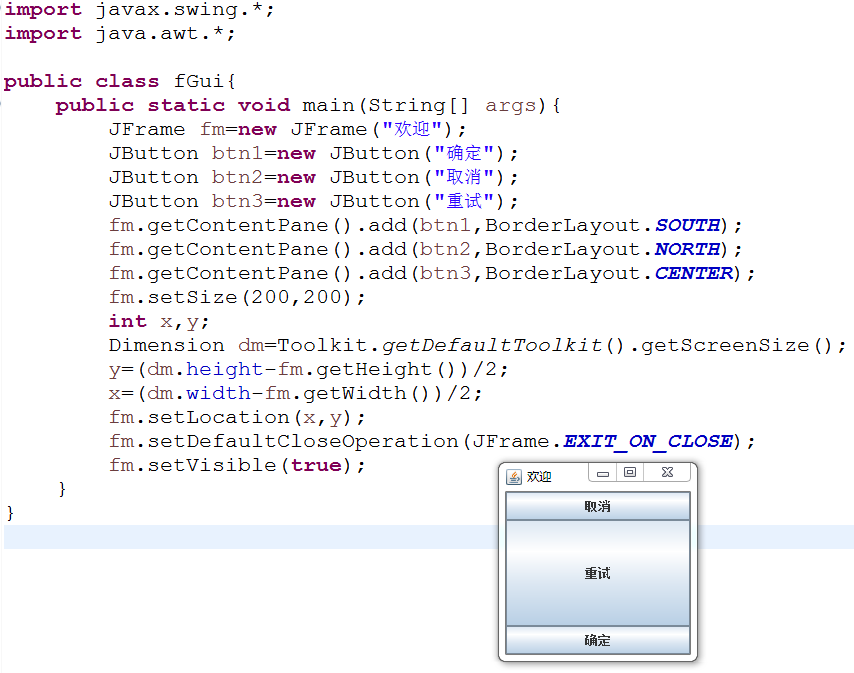 import javax.swing.*;
import java.awt.*;
public class fGui{
public static void main(String[] args){
JFrame fm=new JFrame("欢迎");
JButton btn1=new JButton("确定");
JButton btn2=new JButton("取消");
JButton btn3=new JButton("重试");
fm.getContentPane().add(btn1,BorderLayout.SOUTH);
fm.getContentPane().add(btn2,BorderLayout.NORTH);
fm.getContentPane().add(btn3,BorderLayout.CENTER);
fm.setSize(200,200);
int x,y;
Dimension dm=Toolkit.getDefaultToolkit().getScreenSize();
y=(dm.height-fm.getHeight())/2;
x=(dm.width-fm.getWidth())/2;
fm.setLocation(x,y);
fm.setDefaultCloseOperation(JFrame.EXIT_ON_CLOSE);
fm.setVisible(true);
}
}
欢迎
取消
重试
确定